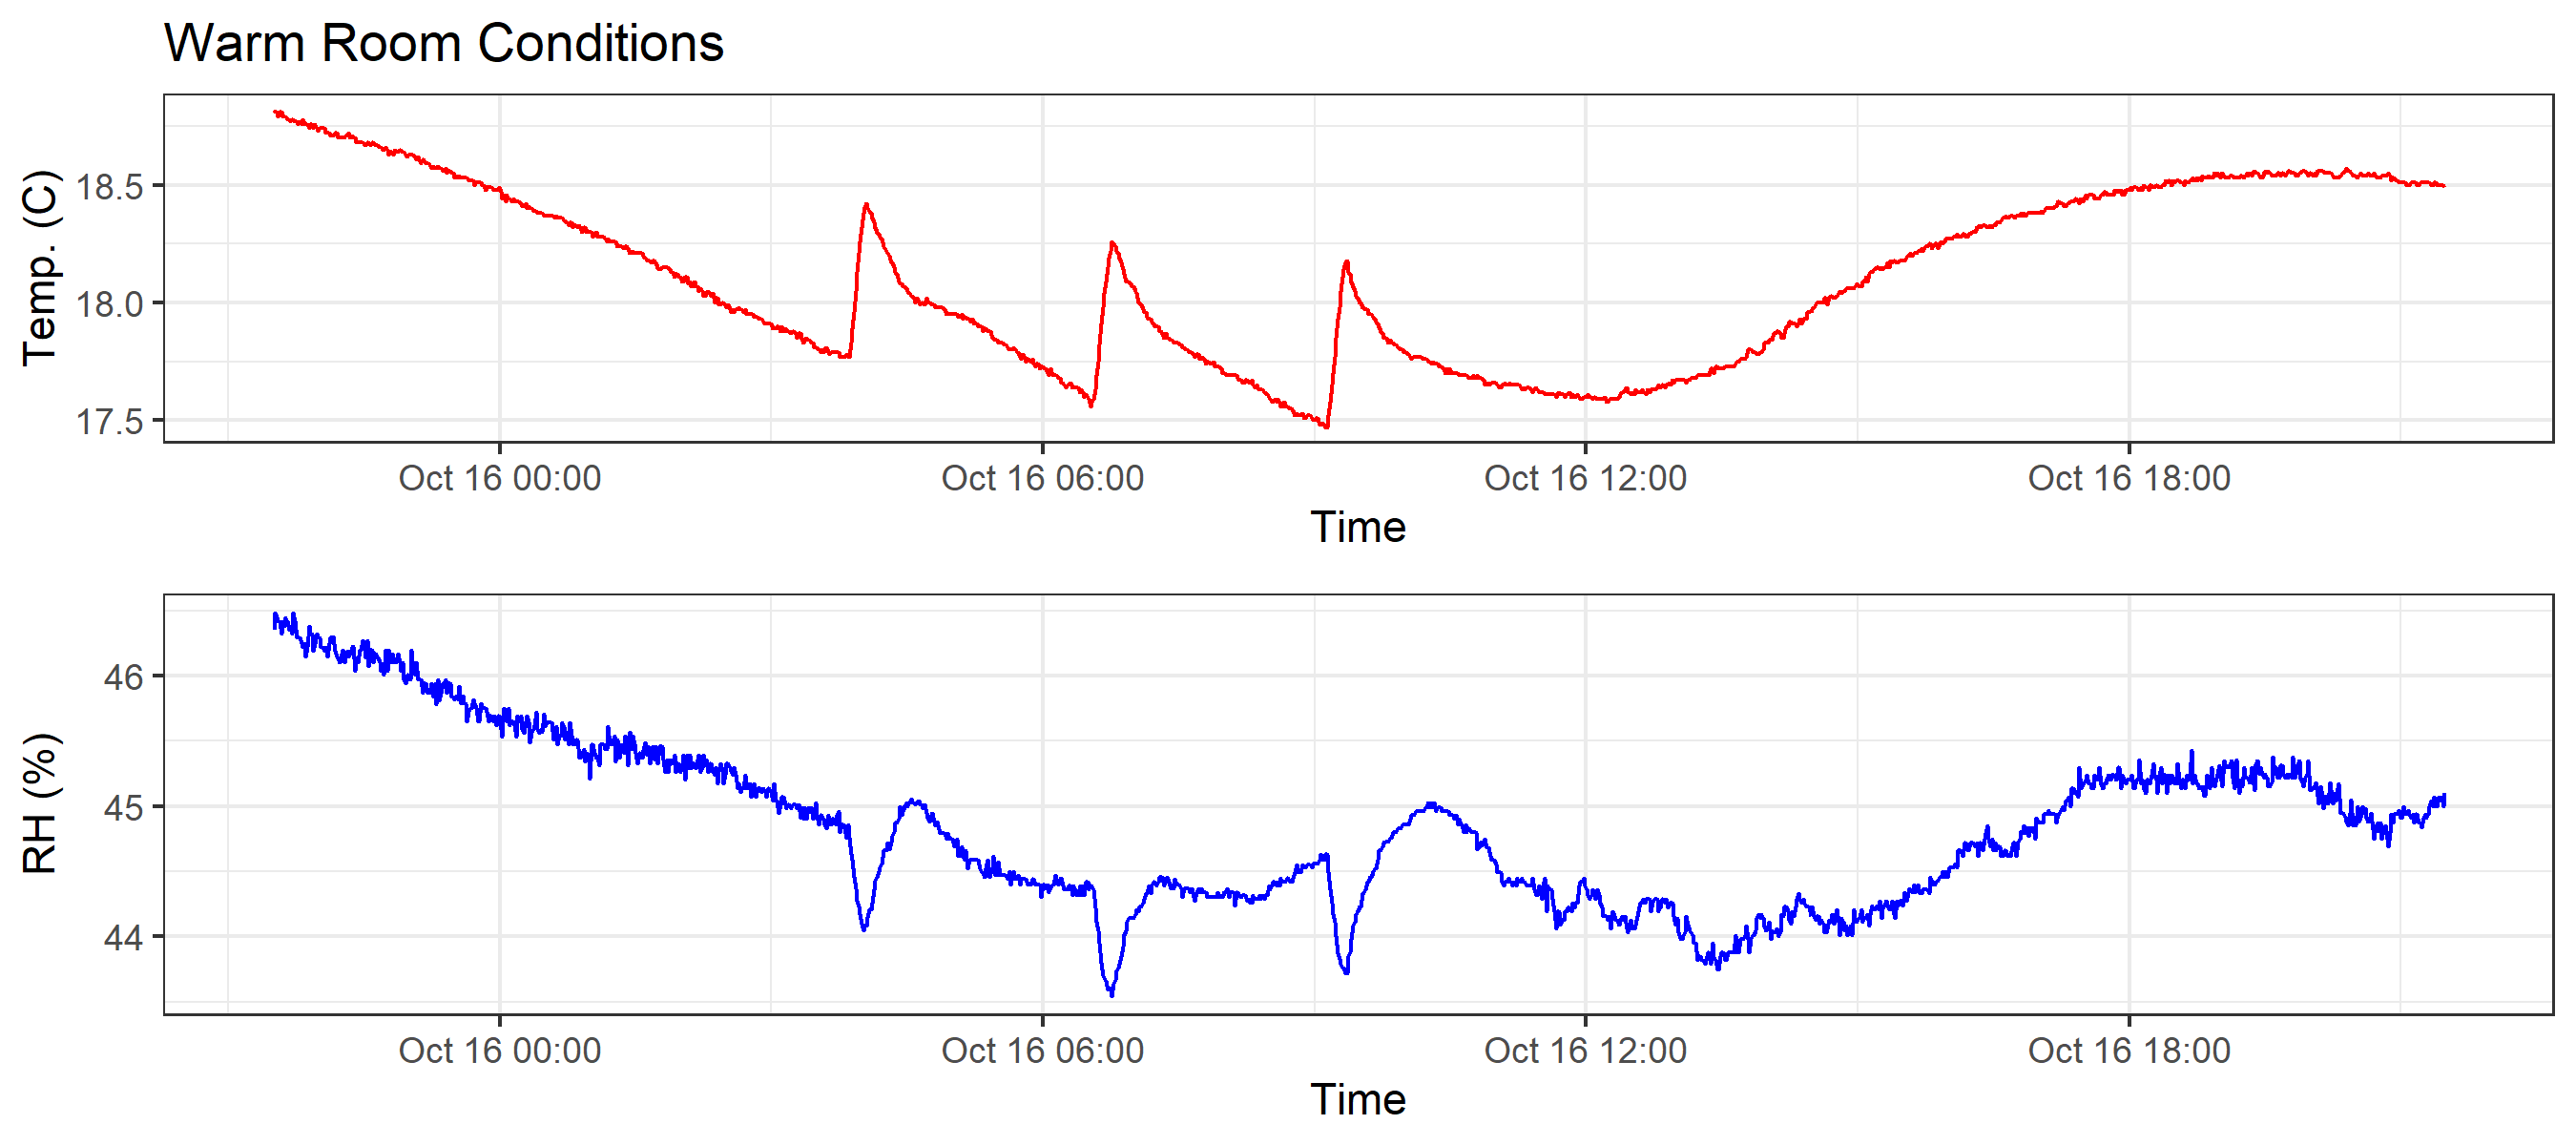 Warm Room Conditions
Temp. (C)
18.5
18.0
17.5
Oct 16 00:00 Oct 16 06:00 Oct 16 12:00 Oct 16 18:00
Time
RH (%)
46
45
44
Oct 16 00:00 Oct 16 06:00 Oct 16 12:00 Oct 16 18:00
Time